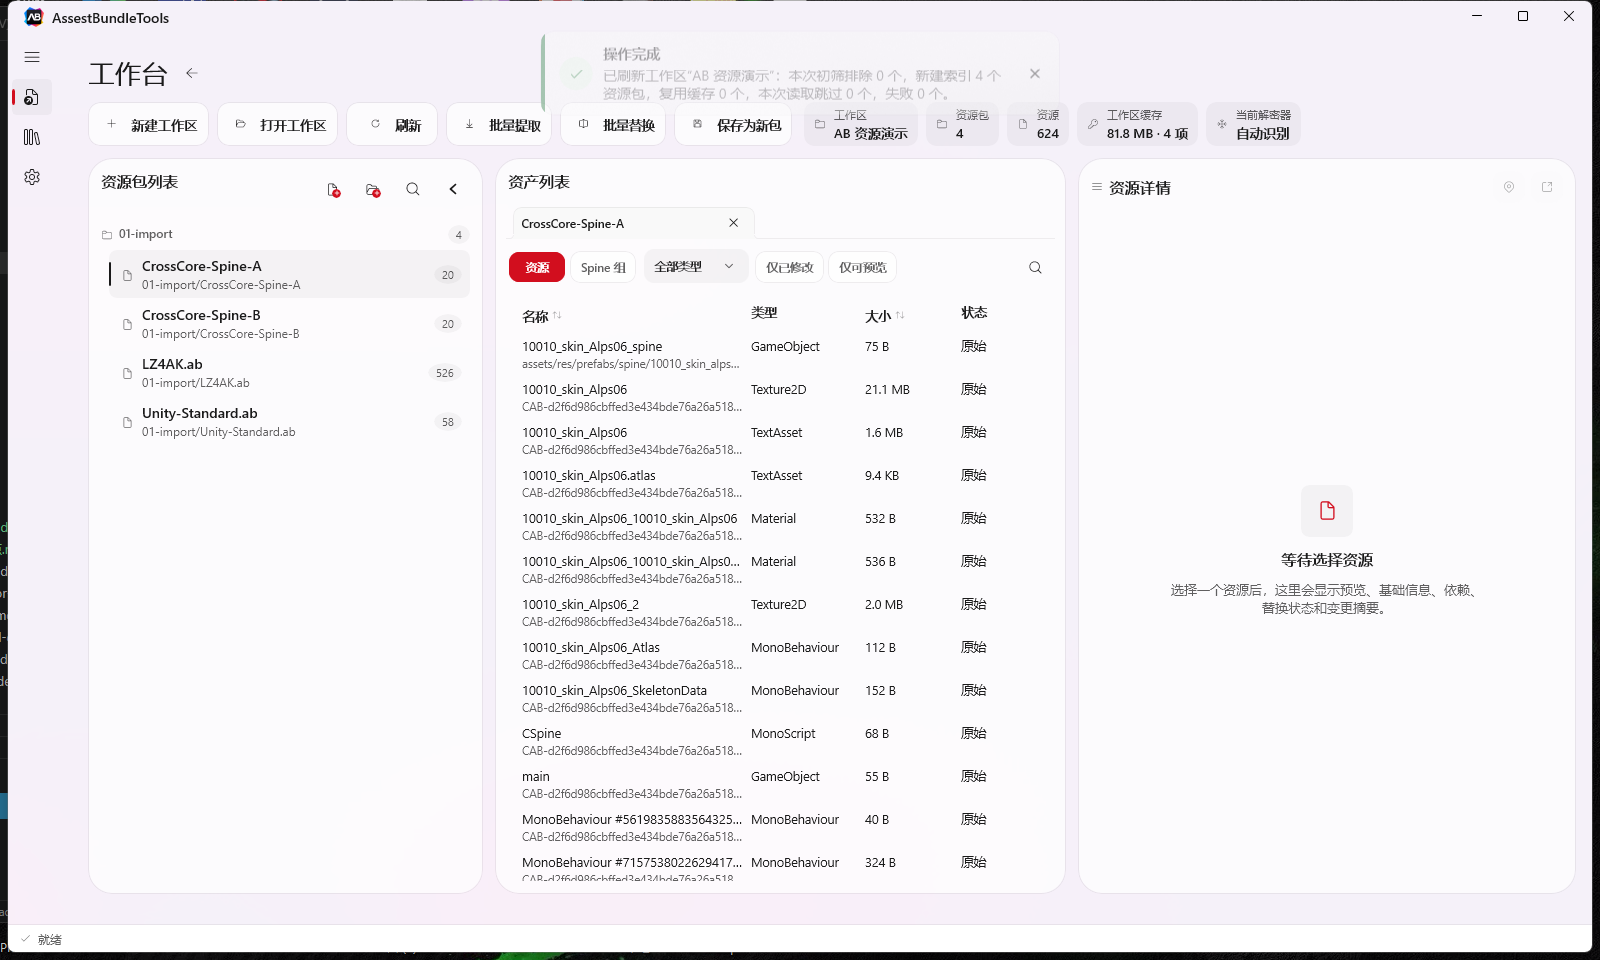 AssestBundleTools
工作台
操作完成
已刷新工作区“AB 资源演示”：本次初筛排除 0 个，新建索引 4 个
资源包，复用缓存 0 个，本次读取跳过 0 个，失败 0 个。
新建工作区
打开工作区
刷新
批量提取
批量替换
保存为新包
工作区
AB 资源演示
资源包
4
资源
624
工作区缓存
81.8 MB · 4 项
当前解密器
自动识别
资源包列表
01-import
4
CrossCore-Spine-A
01-import/CrossCore-Spine-A
20
CrossCore-Spine-B
01-import/CrossCore-Spine-B
20
LZ4AK.ab
01-import/LZ4AK.ab
526
Unity-Standard.ab
01-import/Unity-Standard.ab
58
资产列表
CrossCore-Spine-A
资源
Spine 组
全部类型
仅已修改
仅可预览
名称 类型 大小 状态
10010_skin_Alps06_spine GameObject 75 B 原始
assets/res/prefabs/spine/10010_skin_alps...
10010_skin_Alps06 Texture2D 21.1 MB 原始
CAB-d2f6d986cbffed3e434bde76a26a518...
10010_skin_Alps06 TextAsset 1.6 MB 原始
CAB-d2f6d986cbffed3e434bde76a26a518...
10010_skin_Alps06.atlas TextAsset 9.4 KB 原始
CAB-d2f6d986cbffed3e434bde76a26a518...
10010_skin_Alps06_10010_skin_Alps06 Material 532 B 原始
CAB-d2f6d986cbffed3e434bde76a26a518...
10010_skin_Alps06_10010_skin_Alps0... Material 536 B 原始
CAB-d2f6d986cbffed3e434bde76a26a518...
10010_skin_Alps06_2 Texture2D 2.0 MB 原始
CAB-d2f6d986cbffed3e434bde76a26a518...
10010_skin_Alps06_Atlas MonoBehaviour 112 B 原始
CAB-d2f6d986cbffed3e434bde76a26a518...
10010_skin_Alps06_SkeletonData MonoBehaviour 152 B 原始
CAB-d2f6d986cbffed3e434bde76a26a518...
CSpine MonoScript 68 B 原始
CAB-d2f6d986cbffed3e434bde76a26a518...
main GameObject 55 B 原始
CAB-d2f6d986cbffed3e434bde76a26a518...
MonoBehaviour #5619835883564325... MonoBehaviour 40 B 原始
CAB-d2f6d986cbffed3e434bde76a26a518...
MonoBehaviour #7157538022629417... MonoBehaviour 324 B 原始
CAB-d2f6d986cbffed3e434bde76a26a518...
资源详情
等待选择资源
选择一个资源后，这里会显示预览、基础信息、依赖、
替换状态和变更摘要。
就绪